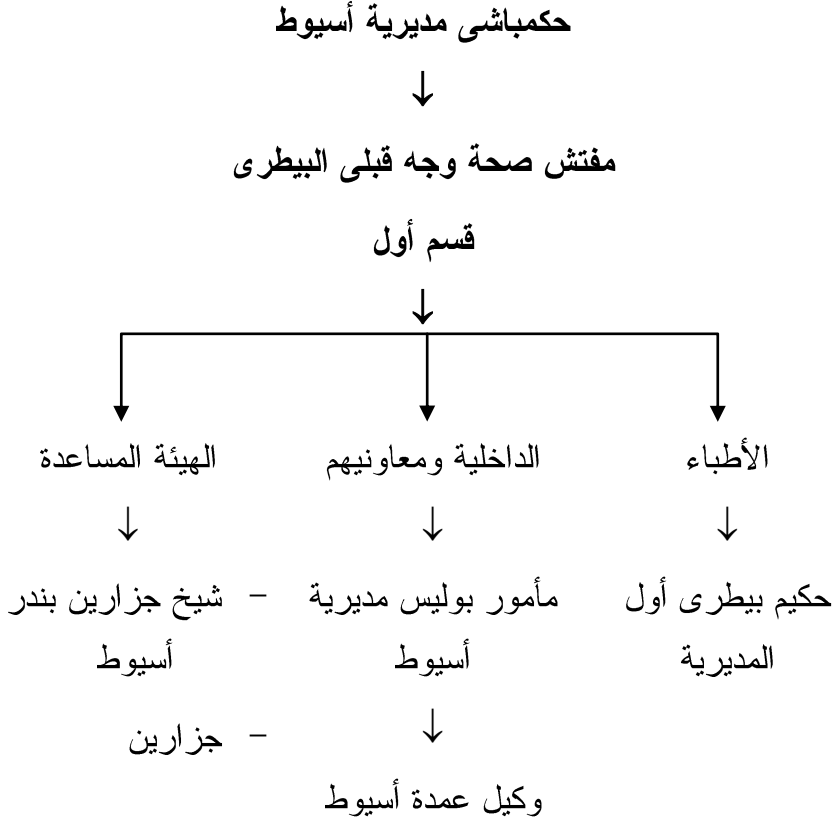 حكمباشى مديرية أسيوط
↓
مفتش صحة وجه قبلى البيطرى
قسم أول
↓
الأطباء
↓
حكيم بيطرى أول
المديرية
الداخلية ومعاونيهم
↓
مأمور بوليس مديرية
أسيوط
↓
وكيل عمدة أسيوط
الهيئة المساعدة
↓
- شيخ جزارين بندر
أسيوط
- جزارين